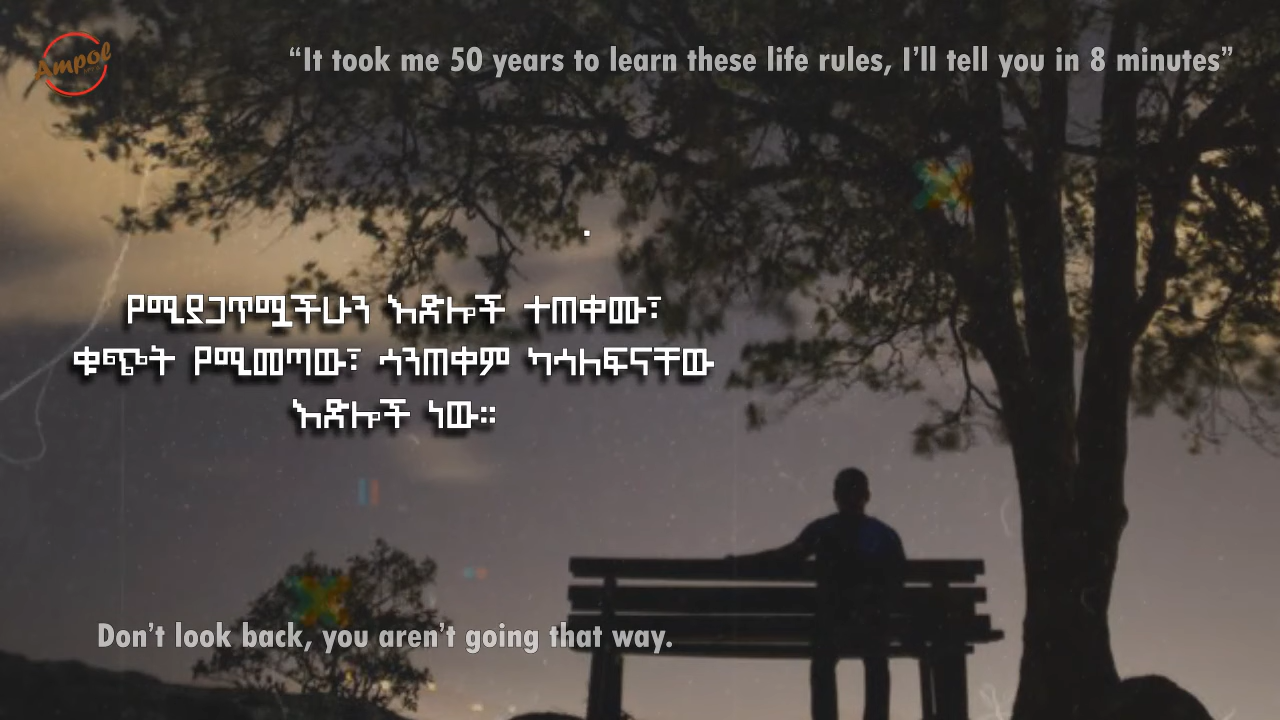 Ampol
“It took me 50 years to learn these life rules, I’ll tell you in 8 minutes”
.
የሚያጋጥሟችሁን እድሎች ተጠቀሙ፣
ቁጭት የሚመጣው፣ ሳንጠቀም ካሳለፍናቸው
እድሎች ነው።
Don’t look back, you aren’t going that way.